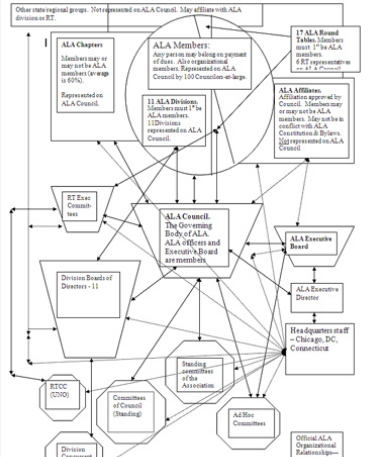 Other state/regional groups. Not represented on ALA Council. May affiliate with ALA
division or RT.
ALA Chapters
Members may or
may not be ALA
members (average
is 60%).
Represented on
ALA Council.
ALA Members:
Any person may belong on payment
of dues. Also organizational
members. Represented on ALA
Council by 100 Councilors-at-large.
17 ALA Round
Tables. Members
must 1st be ALA
members.
6 RT representatives
on ALA Council
11 ALA Divisions.
Members must 1st be
ALA members.
11 Divisions
represented on ALA
Council.
ALA Affiliates.
Affiliation approved by
Council. Members may
or may not be ALA
members. May not be in
conflict with ALA
Constitution & Bylaws.
Not represented on ALA
Council
RT Exec
Commit-
tees
ALA Council.
The Governing
Body of ALA.
ALA officers and
Executive Board
are members
ALA Executive
Board
Division Boards of
Directors - 11
ALA Executive
Director
Headquarters staff
– Chicago, DC,
Connecticut
Standing
committees of
the Association
RTCC
(UNO)
Committees
of Council
(Standing)
Ad Hoc
Committees
Division
Official ALA
Organizational
Relationships—